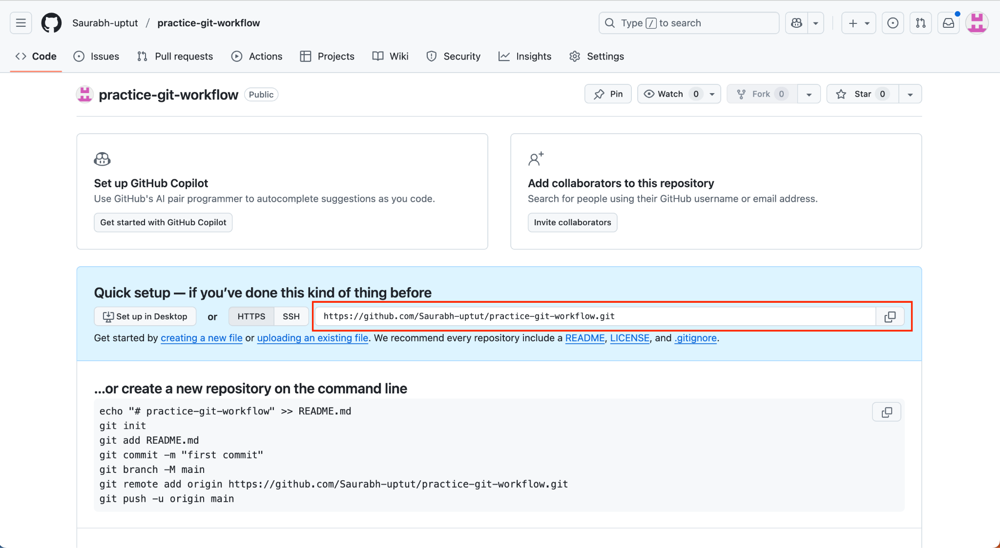 Saurabh-uptut / practice-git-workflow
Type / to search
Code Issues Pull requests Actions Projects Wiki Security Insights Settings
practice-git-workflow Public
Pin Watch 0 Fork 0 Star 0
Set up GitHub Copilot
Use GitHub's AI pair programmer to autocomplete suggestions as you code.
Get started with GitHub Copilot
Add collaborators to this repository
Search for people using their GitHub username or email address.
Invite collaborators
Quick setup — if you’ve done this kind of thing before
Set up in Desktop or HTTPS SSH https://github.com/Saurabh-uptut/practice-git-workflow.git
Get started by creating a new file or uploading an existing file. We recommend every repository include a README, LICENSE, and .gitignore.
…or create a new repository on the command line
echo "# practice-git-workflow" >> README.md
git init
git add README.md
git commit -m "first commit"
git branch -M main
git remote add origin https://github.com/Saurabh-uptut/practice-git-workflow.git
git push -u origin main